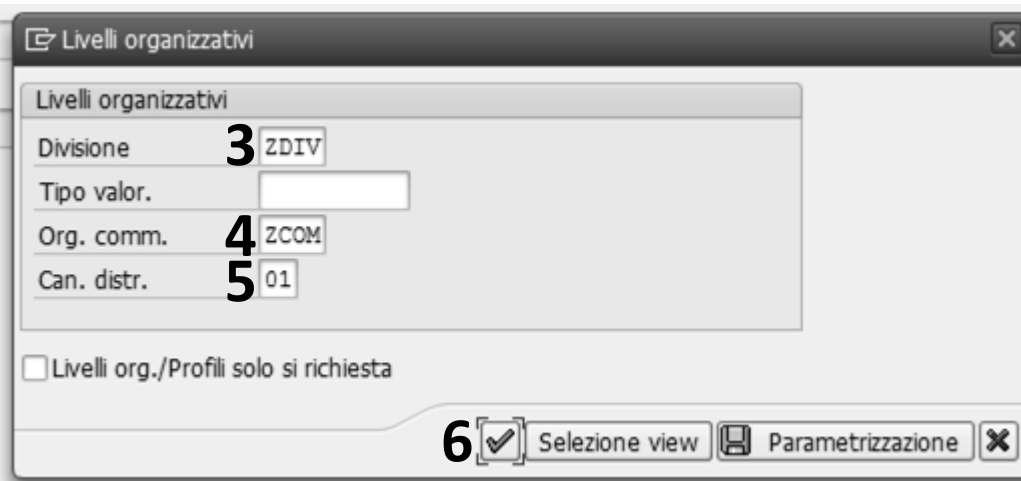 Livelli organizzativi
Livelli organizzativi
Divisione 3 ZDIV
Tipo valor.
Org. comm. 4 ZCOM
Can. distr. 5 01
Livelli org./Profili solo si richiesta
6 Selezione view Parametrizzazione